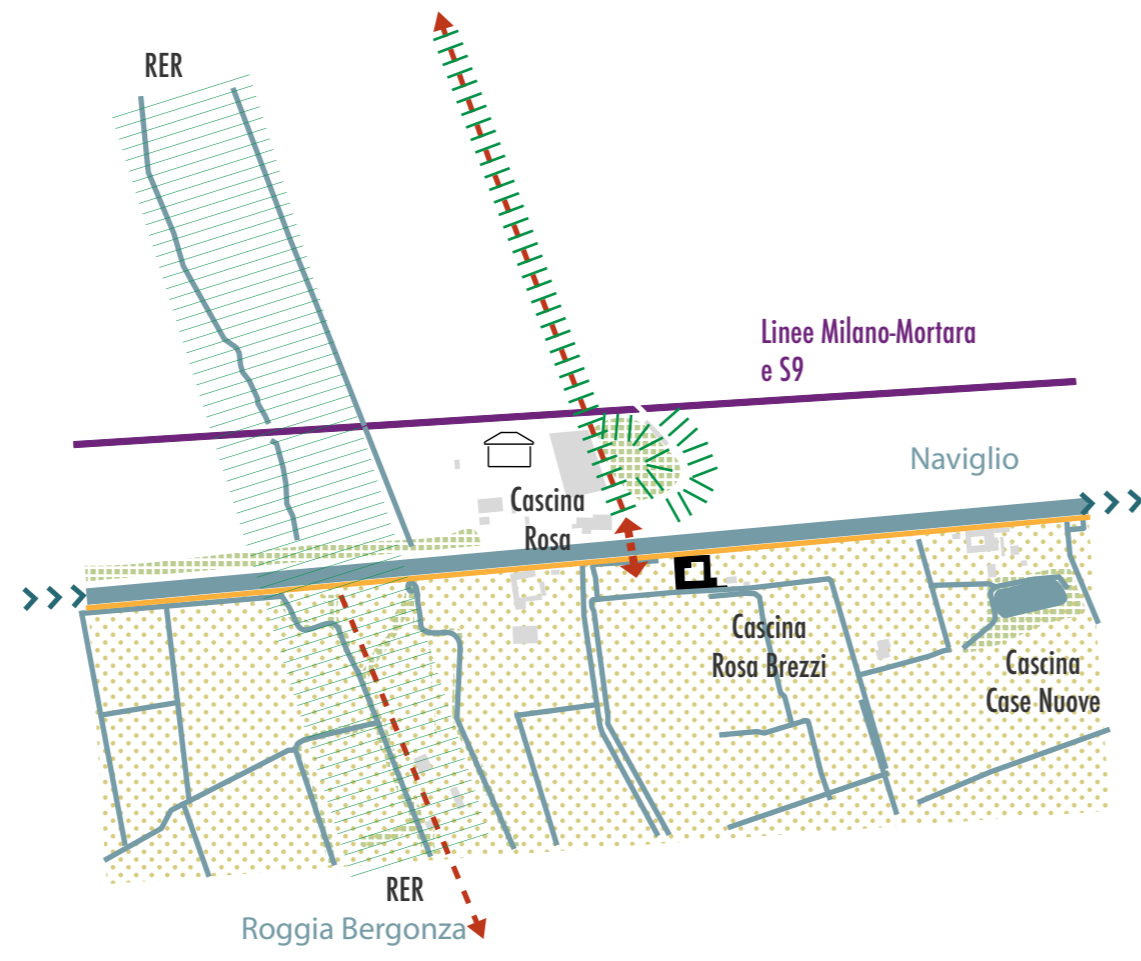 RER
Linee Milano-Mortara
e S9
Naviglio
Cascina
Rosa
Cascina
Rosa Brezzi
Cascina
Case Nuove
RER
Roggia Bergonza